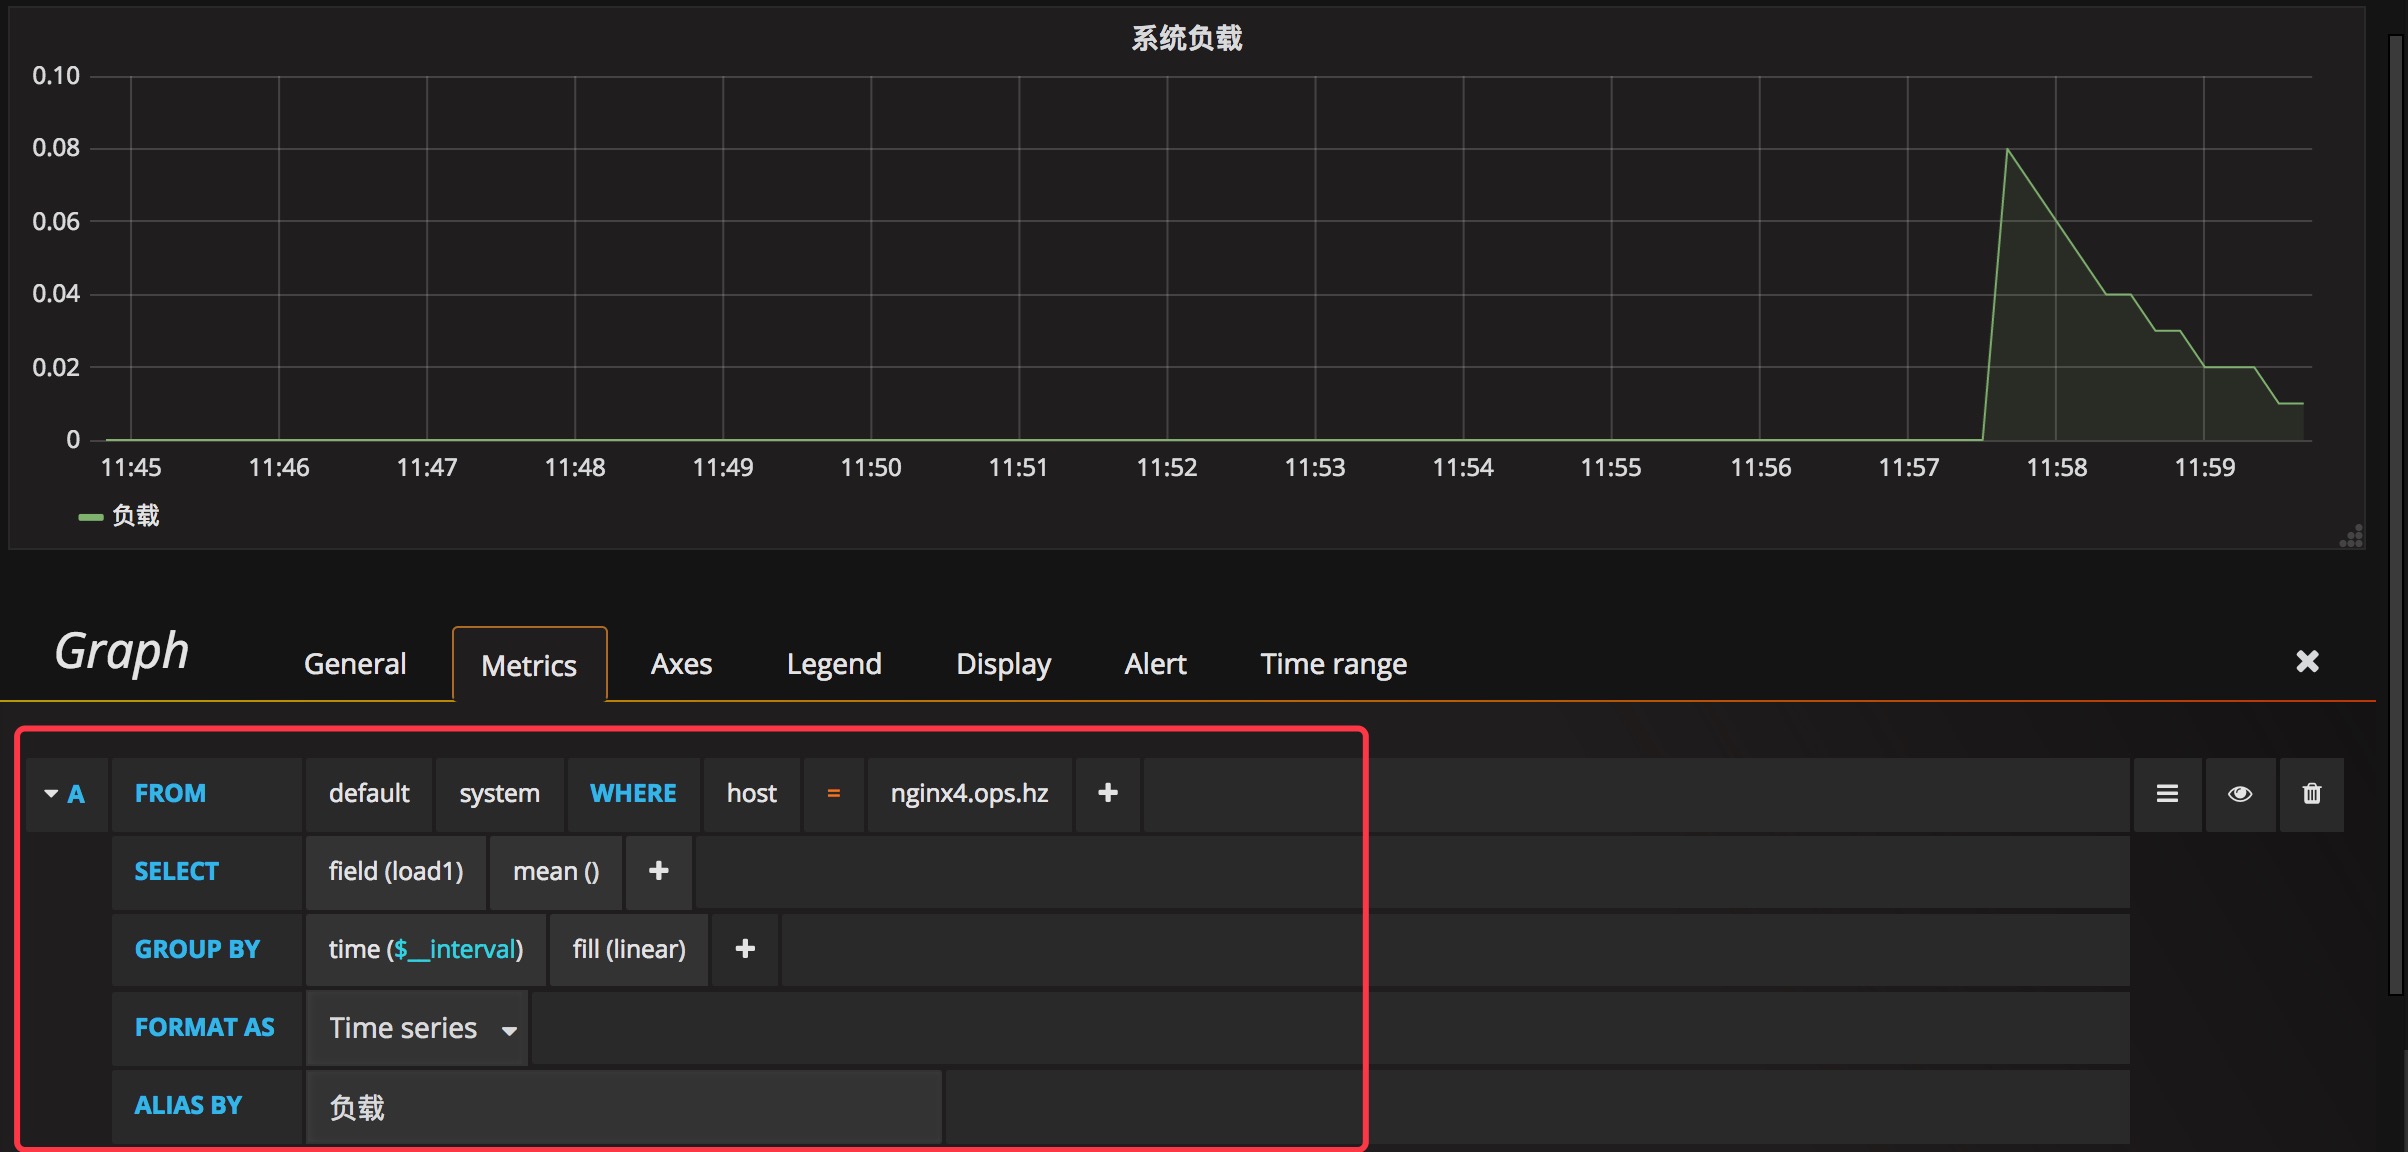 系统负载
0.10
0.08
0.06
0.04
0.02
0
11:45 11:46 11:47 11:48 11:49 11:50 11:51 11:52 11:53 11:54 11:55 11:56 11:57 11:58 11:59
负载
Graph General Metrics Axes Legend Display Alert Time range
A FROM default system WHERE host = nginx4.ops.hz +
SELECT field (load1) mean () +
GROUP BY time ($__interval) fill (linear) +
FORMAT AS Time series
ALIAS BY 负载